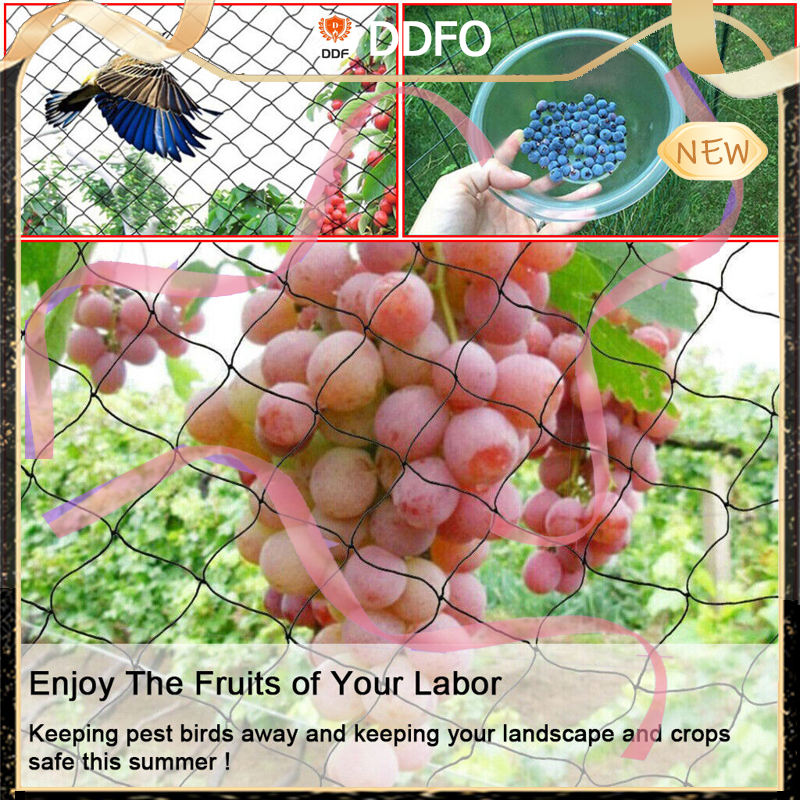 DDF
DDFO
NEW
Enjoy The Fruits of Your Labor
Keeping pest birds away and keeping your landscape and crops
safe this summer !